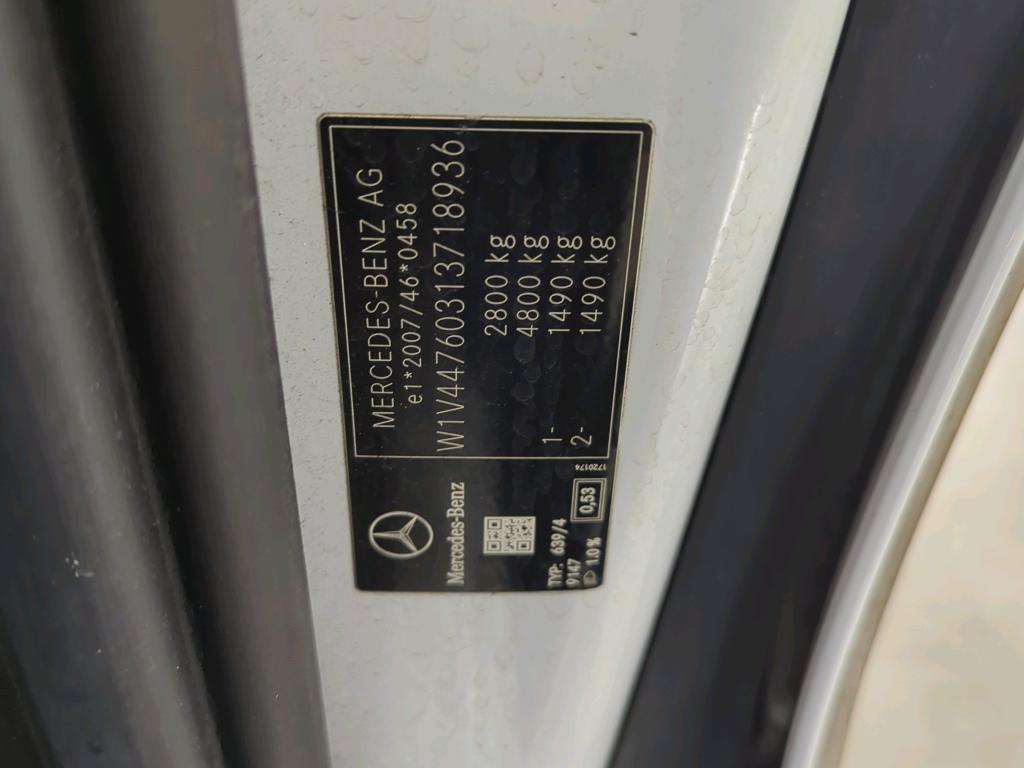 MERCEDES-BENZ AG
e1*2007/46*0458
W1V44760313718936
2800 kg
4800 kg
1- 1490 kg
2- 1490 kg
Mercedes-Benz
TYP: 639/4
9147
1.0%
0,53
1720174